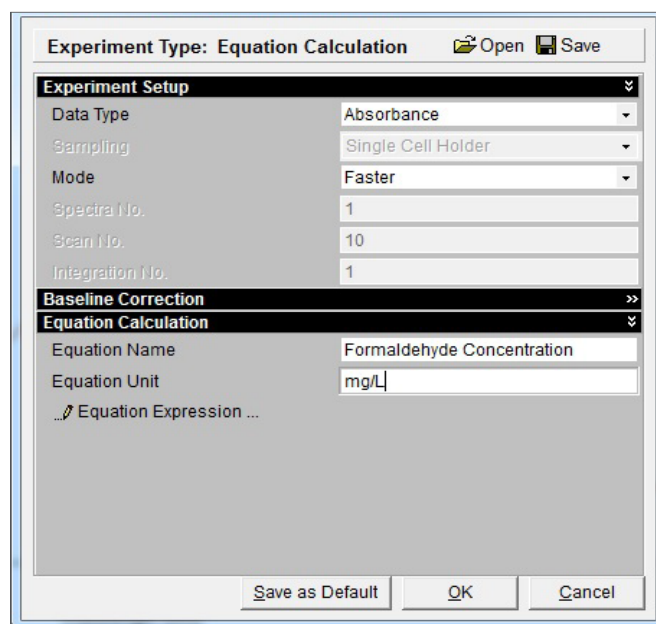 Experiment Type: Equation Calculation Open Save
Experiment Setup
Data Type Absorbance
Sampling Single Cell Holder
Mode Faster
Spectra No. 1
Scan No. 10
Integration No. 1
Baseline Correction
Equation Calculation
Equation Name Formaldehyde Concentration
Equation Unit mg/L
... Equation Expression ...
Save as Default OK Cancel